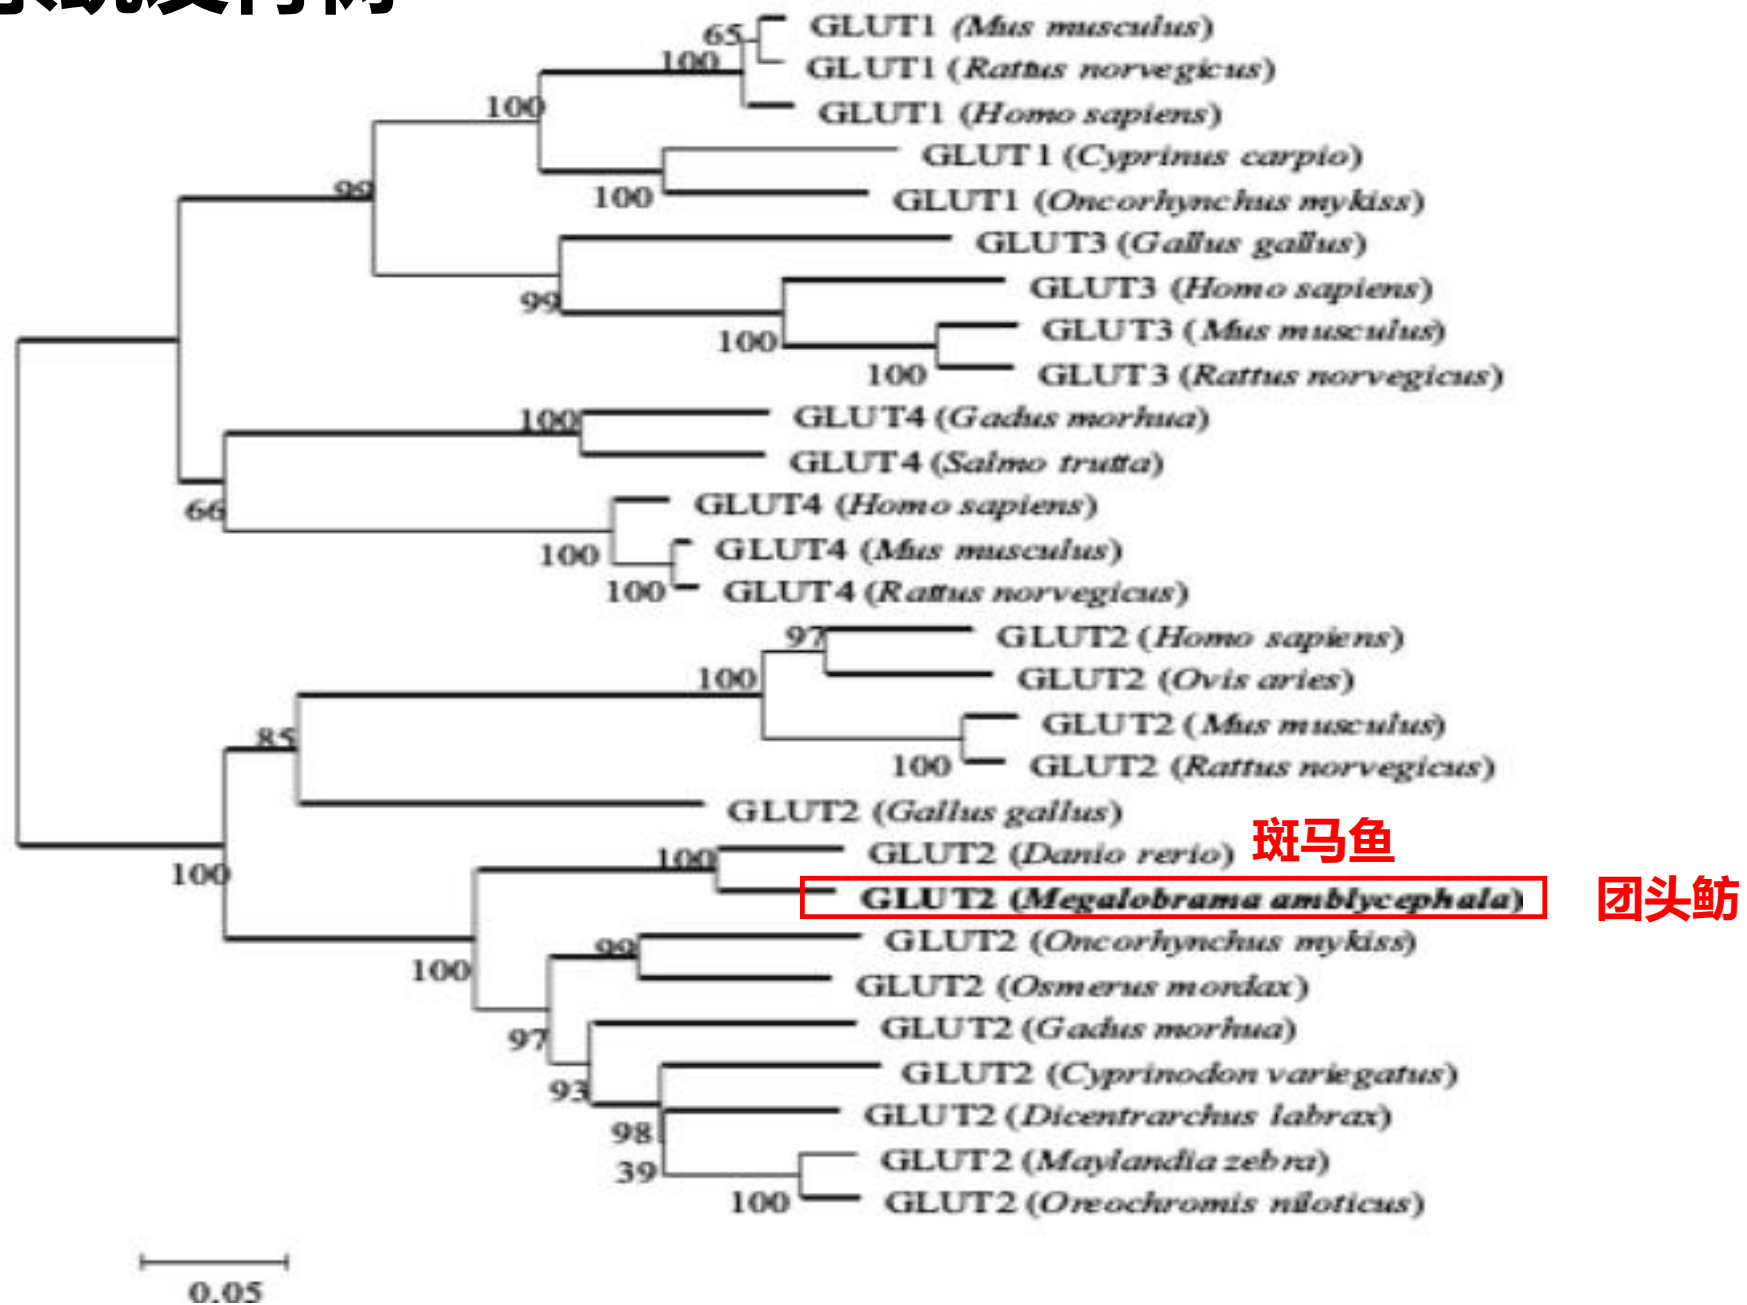 65
GLUT1 (Mus musculus)
100
GLUT1 (Rattus norvegicus)
100
GLUT1 (Homo sapiens)
GLUT1 (Cyprinus carpio)
99
100
GLUT1 (Oncorhynchus mykiss)
GLUT3 (Gallus gallus)
99
GLUT3 (Homo sapiens)
100
GLUT3 (Mus musculus)
100
GLUT3 (Rattus norvegicus)
100
GLUT4 (Gadus morhua)
GLUT4 (Salmo trutta)
66
GLUT4 (Homo sapiens)
100
GLUT4 (Mus musculus)
100
GLUT4 (Rattus norvegicus)
97
GLUT2 (Homo sapiens)
100
GLUT2 (Ovis aries)
85
GLUT2 (Mus musculus)
100
GLUT2 (Rattus norvegicus)
GLUT2 (Gallus gallus)
100
100
GLUT2 (Danio rerio) 斑马鱼
GLUT2 (Megalobrama amblycephala) 团头鲂
99
GLUT2 (Oncorhynchus mykiss)
100
GLUT2 (Osmerus mordax)
97
GLUT2 (Gadus morhua)
93
GLUT2 (Cyprinodon variegatus)
98
GLUT2 (Dicentrarchus labrax)
39
GLUT2 (Maylandia zebra)
100
GLUT2 (Oreochromis niloticus)
0.05